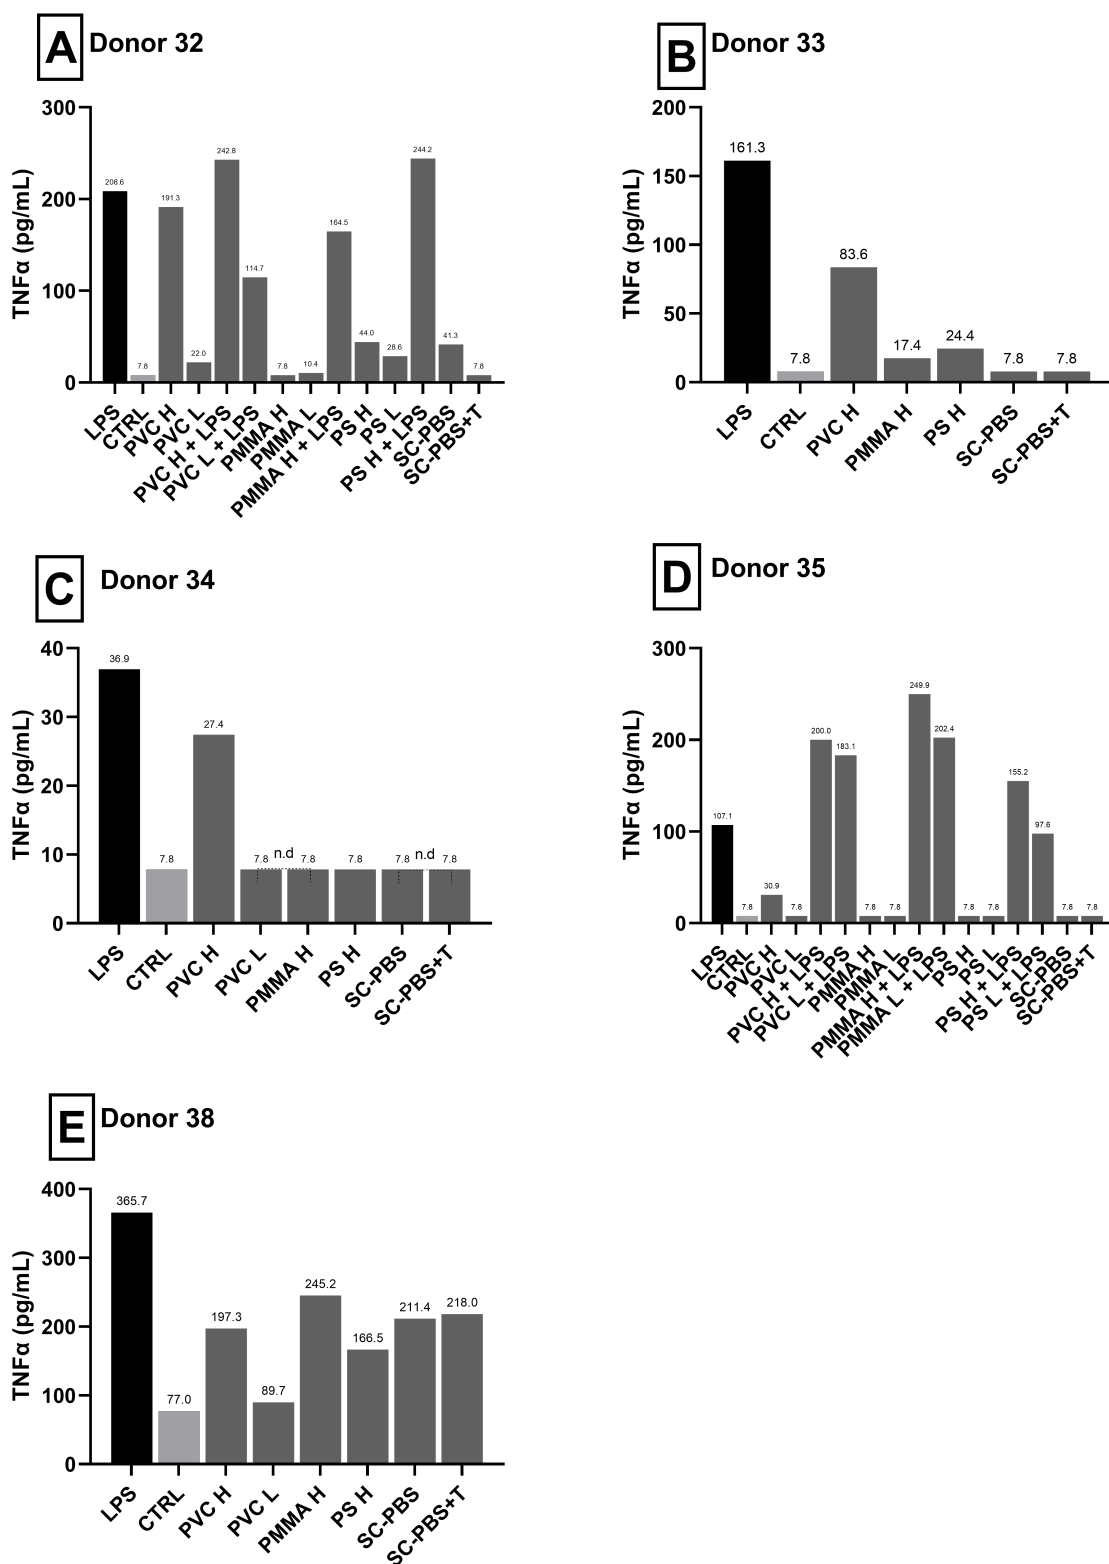 A Donor 32
TNFα (pg/mL)
300
200
100
0
208.6
7.8
191.3
22.0
242.8
114.7
7.8
10.4
164.5
44.0
28.6
244.2
41.3
7.8
LPS
CTRL
PVC H
PVC L
PVC H + LPS
PVC L + LPS
PMMA H
PMMA L
PMMA H + LPS
PS H
PS L
PS H + LPS
SC-PBS
SC-PBS+T
B Donor 33
TNFα (pg/mL)
200
150
100
50
0
161.3
7.8
83.6
17.4
24.4
7.8
7.8
LPS
CTRL
PVC H
PMMA H
PS H
SC-PBS
SC-PBS+T
C Donor 34
TNFα (pg/mL)
40
30
20
10
0
36.9
7.8
27.4
7.8
n.d
7.8
7.8
7.8
n.d
7.8
LPS
CTRL
PVC H
PVC L
PMMA H
PS H
SC-PBS
SC-PBS+T
D Donor 35
TNFα (pg/mL)
300
200
100
0
107.1
7.8
30.9
7.8
200.0
183.1
7.8
7.8
249.9
202.4
7.8
7.8
155.2
97.6
7.8
7.8
LPS
CTRL
PVC H
PVC L
PVC H + LPS
PVC L + LPS
PMMA H
PMMA L
PMMA H + LPS
PMMA L + LPS
PS H
PS L
PS H + LPS
PS L + LPS
SC-PBS
SC-PBS+T
E Donor 38
TNFα (pg/mL)
400
300
200
100
0
365.7
77.0
197.3
89.7
245.2
166.5
211.4
218.0
LPS
CTRL
PVC H
PVC L
PMMA H
PS H
SC-PBS
SC-PBS+T